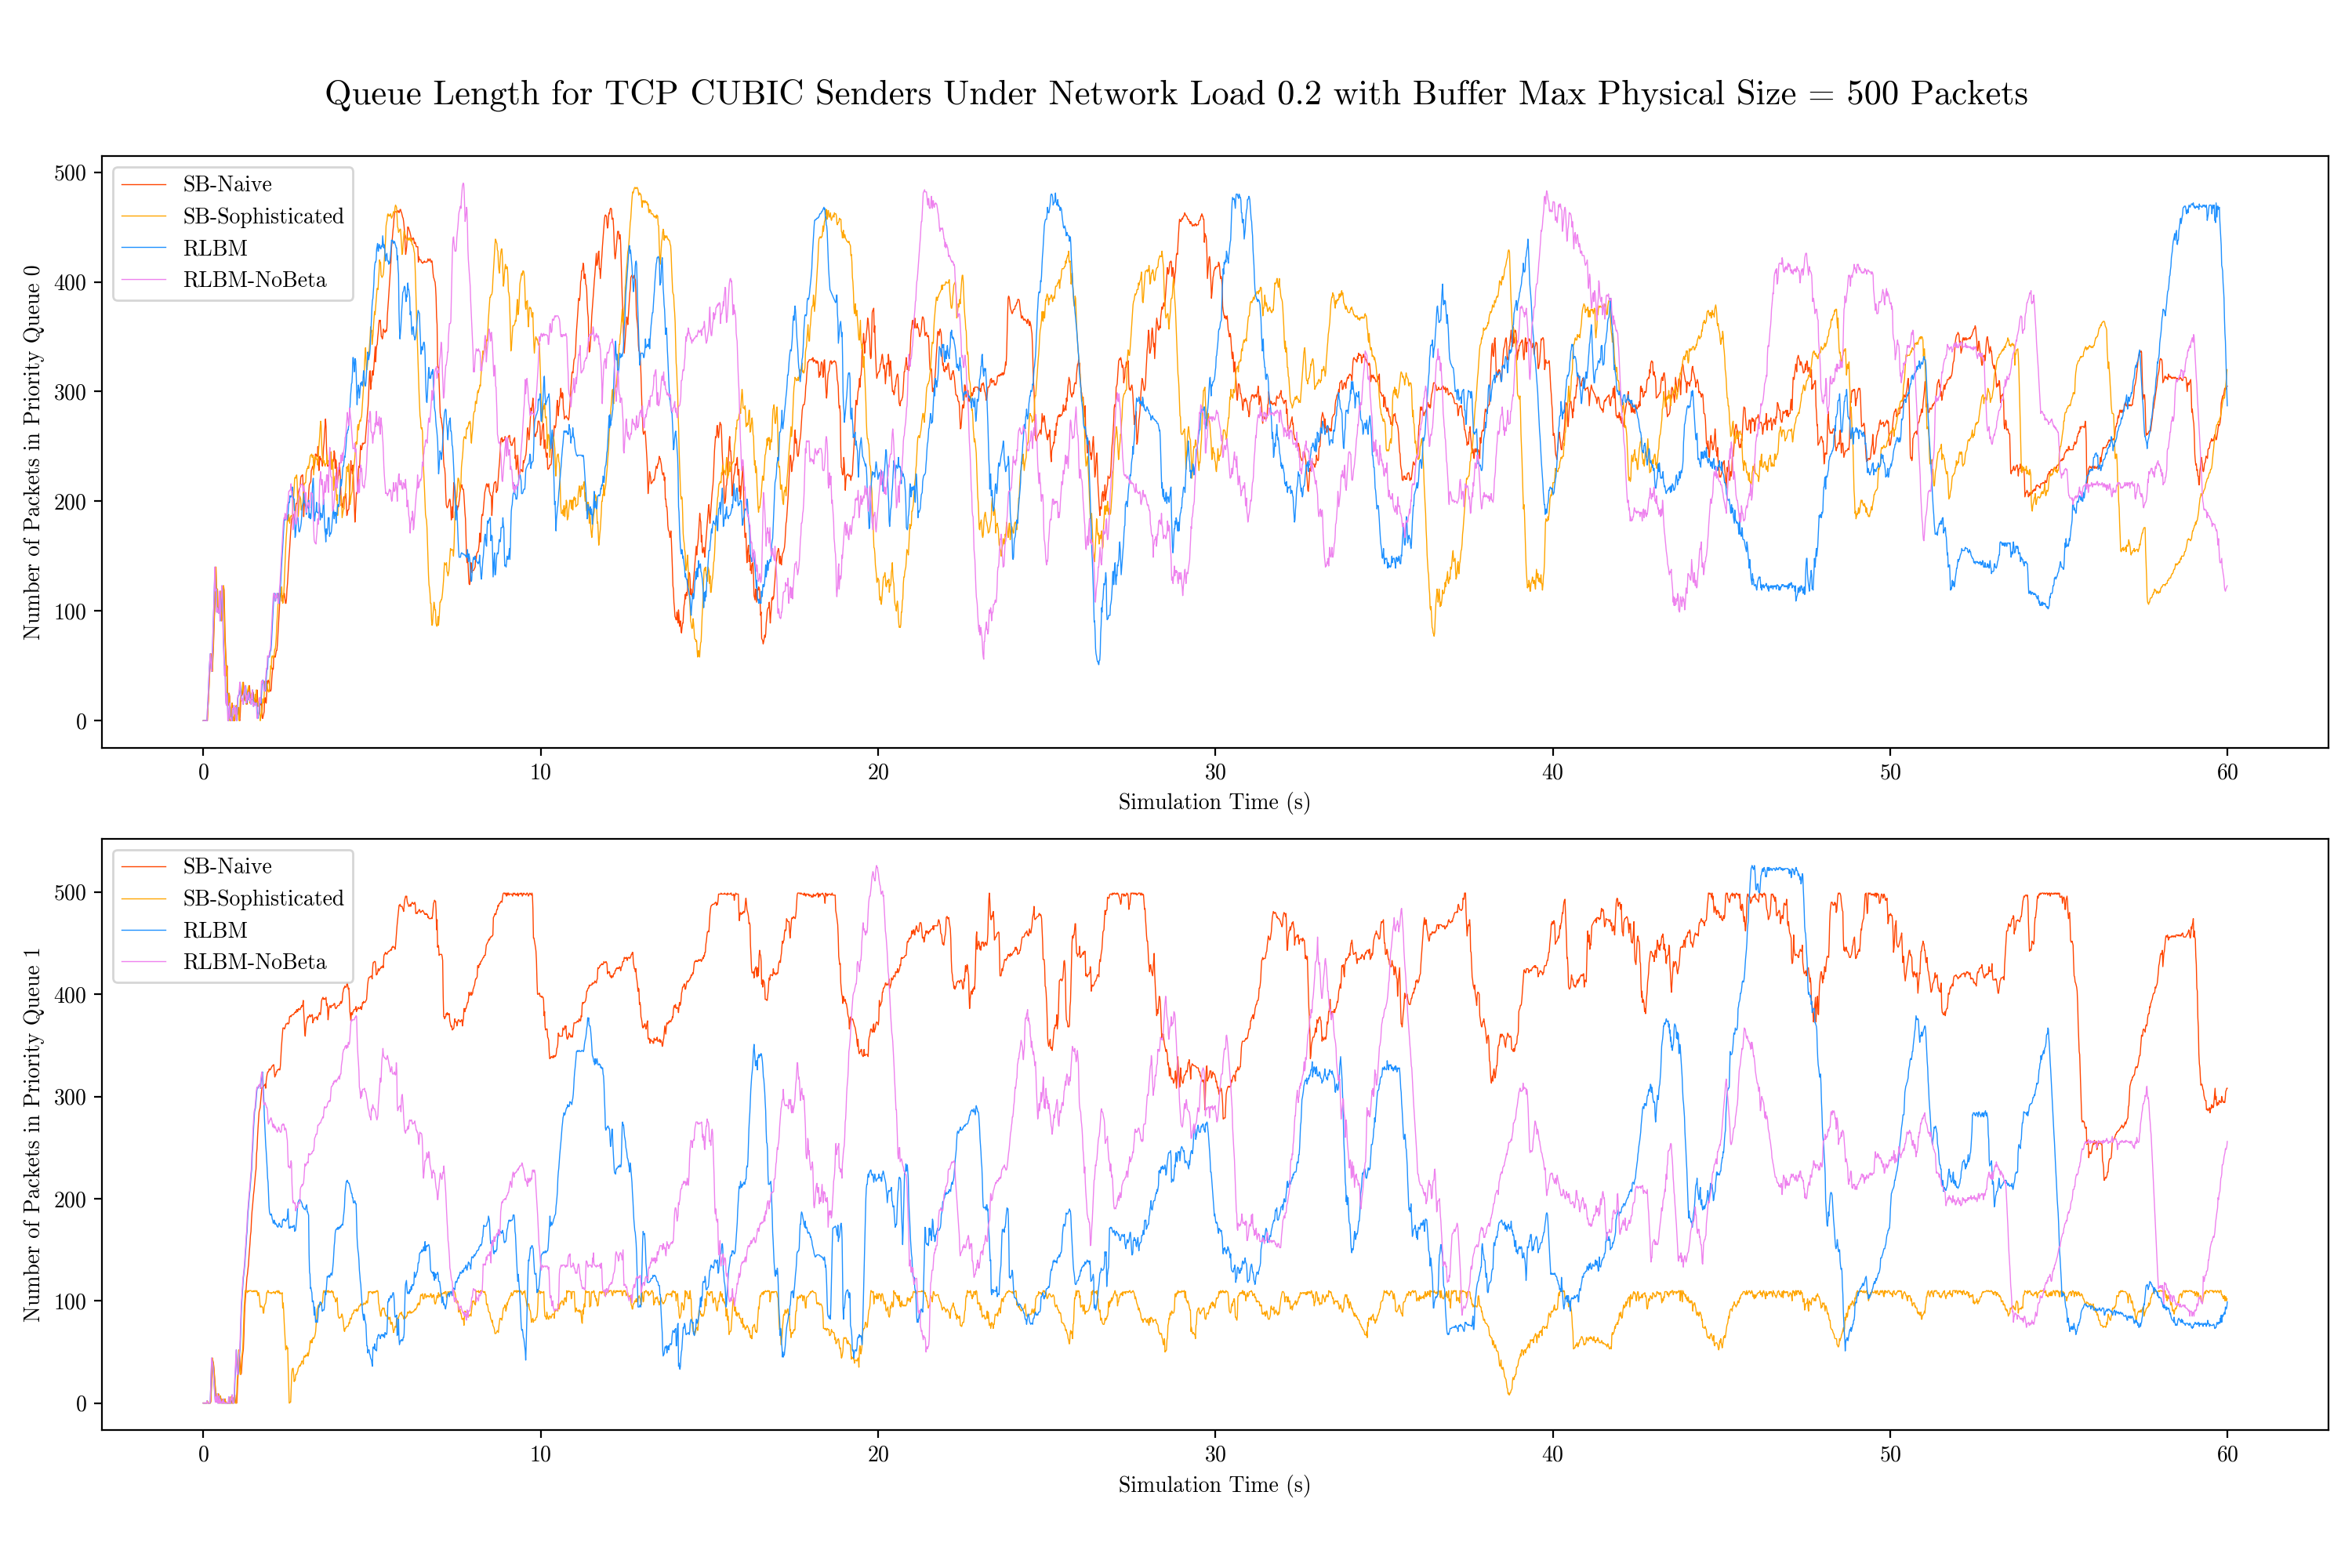 Queue Length for TCP CUBIC Senders Under Network Load 0.2 with Buffer Max Physical Size = 500 Packets
Number of Packets in Priority Queue 0
500
400
300
200
100
0
SB-Naive
SB-Sophisticated
RLBM
RLBM-NoBeta
0 10 20 30 40 50 60
Simulation Time (s)
Number of Packets in Priority Queue 1
500
400
300
200
100
0
SB-Naive
SB-Sophisticated
RLBM
RLBM-NoBeta
0 10 20 30 40 50 60
Simulation Time (s)